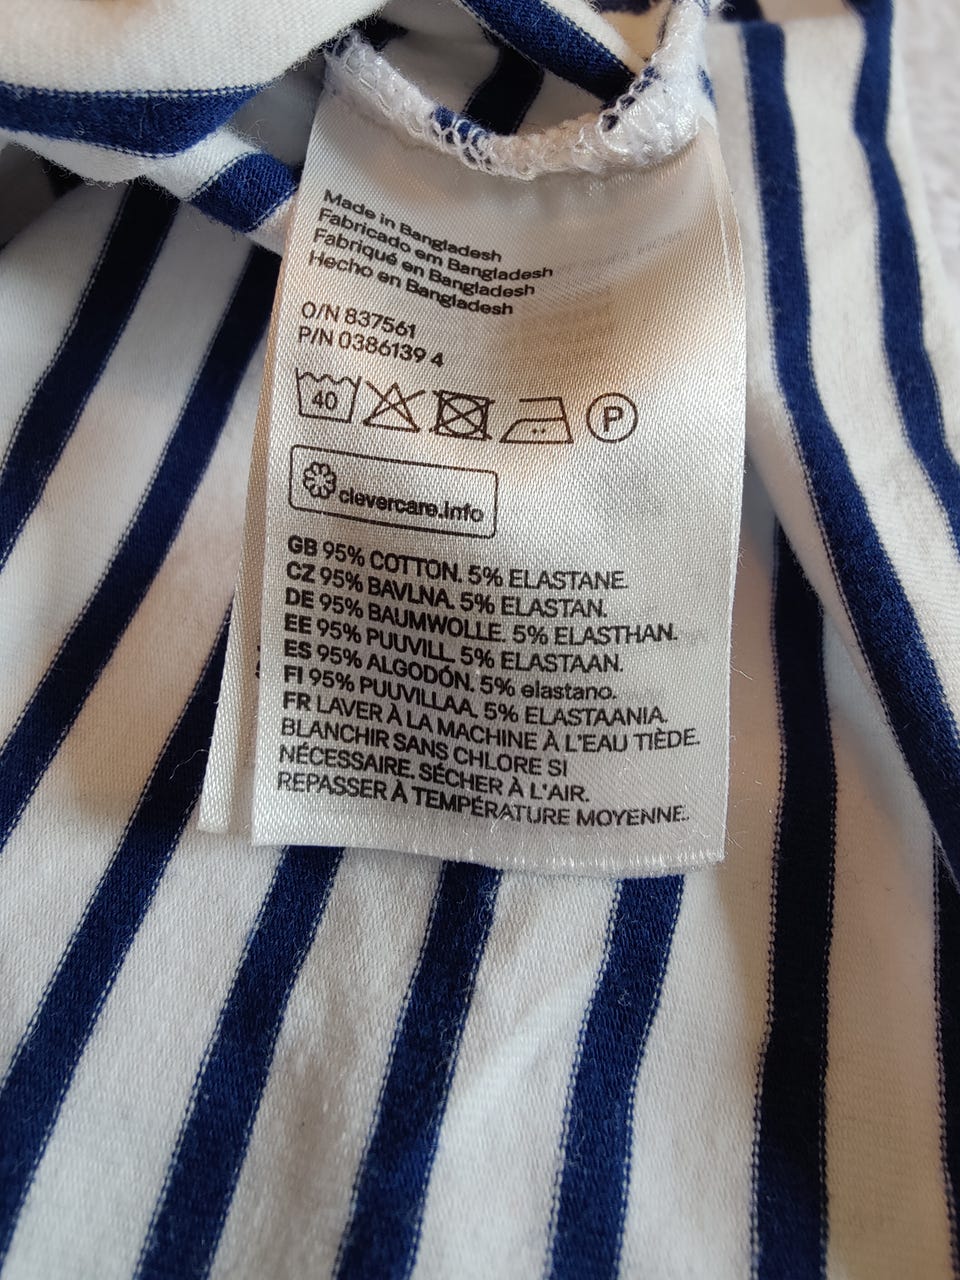 Made in Bangladesh
Fabricado em Bangladesh
Fabriqué en Bangladesh
Hecho en Bangladesh
O/N 837561
P/N 0386139 4
40
P
clevercare.info
GB 95% COTTON. 5% ELASTANE
CZ 95% BAVLNA. 5% ELASTAN.
DE 95% BAUMWOLLE. 5% ELASTHAN.
EE 95% PUUVILL. 5% ELASTAAN.
ES 95% ALGODÓN. 5% elastano.
FI 95% PUUVILLAA. 5% ELASTAANIA.
FR LAVER À LA MACHINE À L'EAU TIÈDE.
BLANCHIR SANS CHLORE SI
NÉCESSAIRE. SÉCHER À L'AIR.
REPASSER À TEMPÉRATURE MOYENNE.